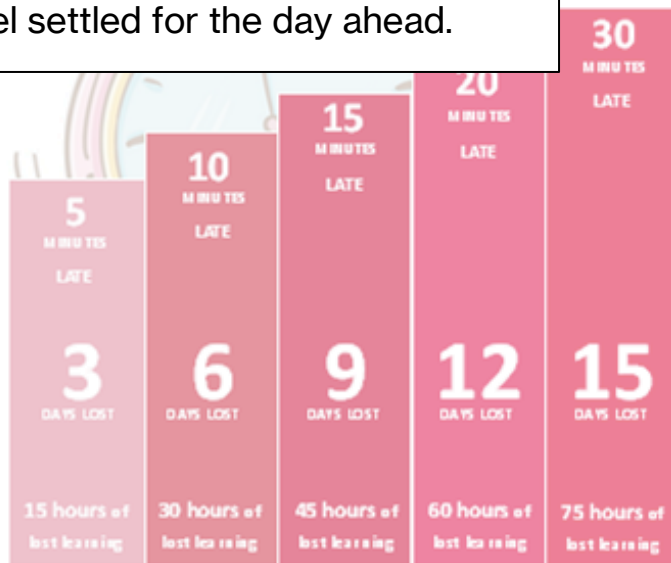 el settled for the day ahead.
5
MINUTES
LATE
3
DAYS LOST
15 hours of
lost learning
10
MINUTES
LATE
6
DAYS LOST
30 hours of
lost learning
15
MINUTES
LATE
9
DAYS LOST
45 hours of
lost learning
20
MINUTES
LATE
12
DAYS LOST
60 hours of
lost learning
30
MINUTES
LATE
15
DAYS LOST
75 hours of
lost learning